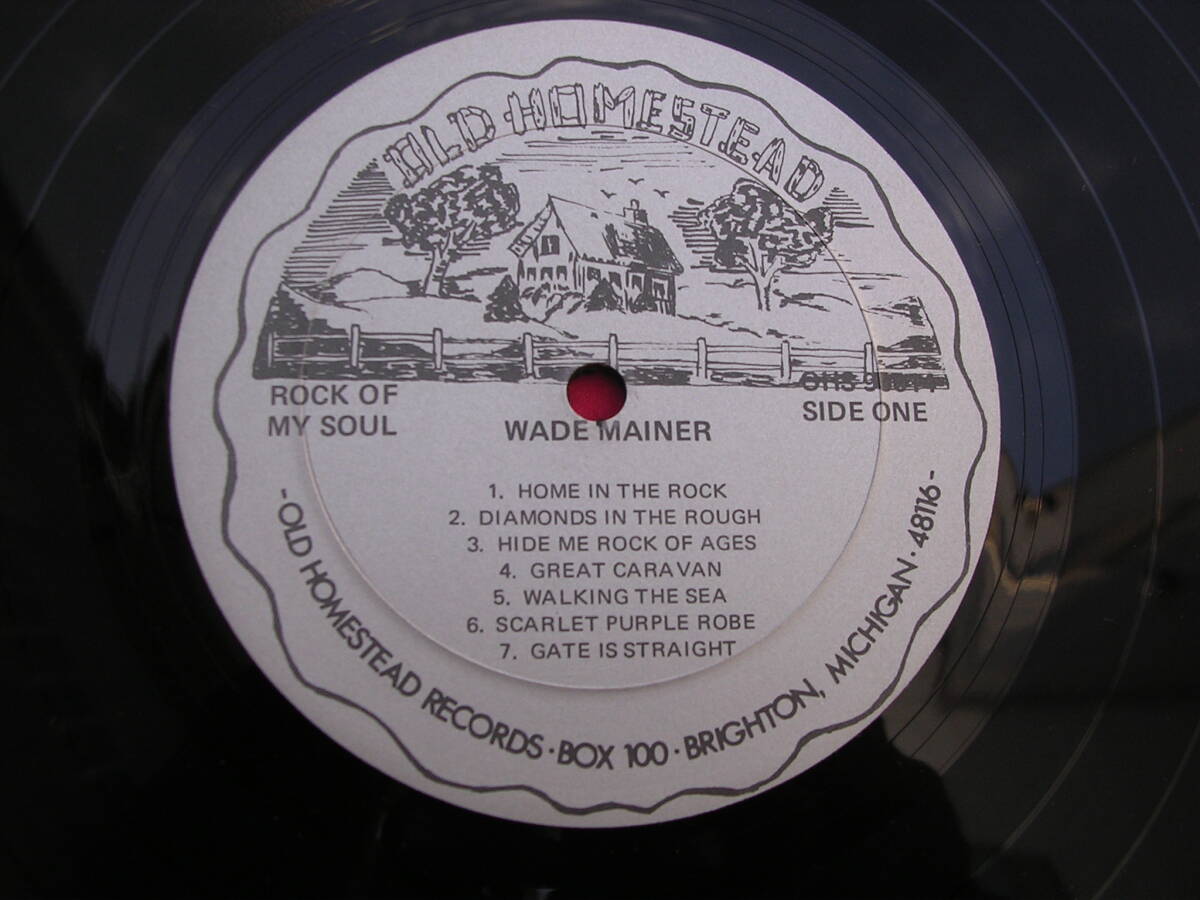 OLD HOMESTEAD
ROCK OF
MY SOUL
OHS
SIDE ONE
WADE MAINER
1. HOME IN THE ROCK
2. DIAMONDS IN THE ROUGH
3. HIDE ME ROCK OF AGES
4. GREAT CARAVAN
5. WALKING THE SEA
6. SCARLET PURPLE ROBE
7. GATE IS STRAIGHT
-OLD HOMESTEAD RECORDS · BOX 100 · BRIGHTON, MICHIGAN · 48116-